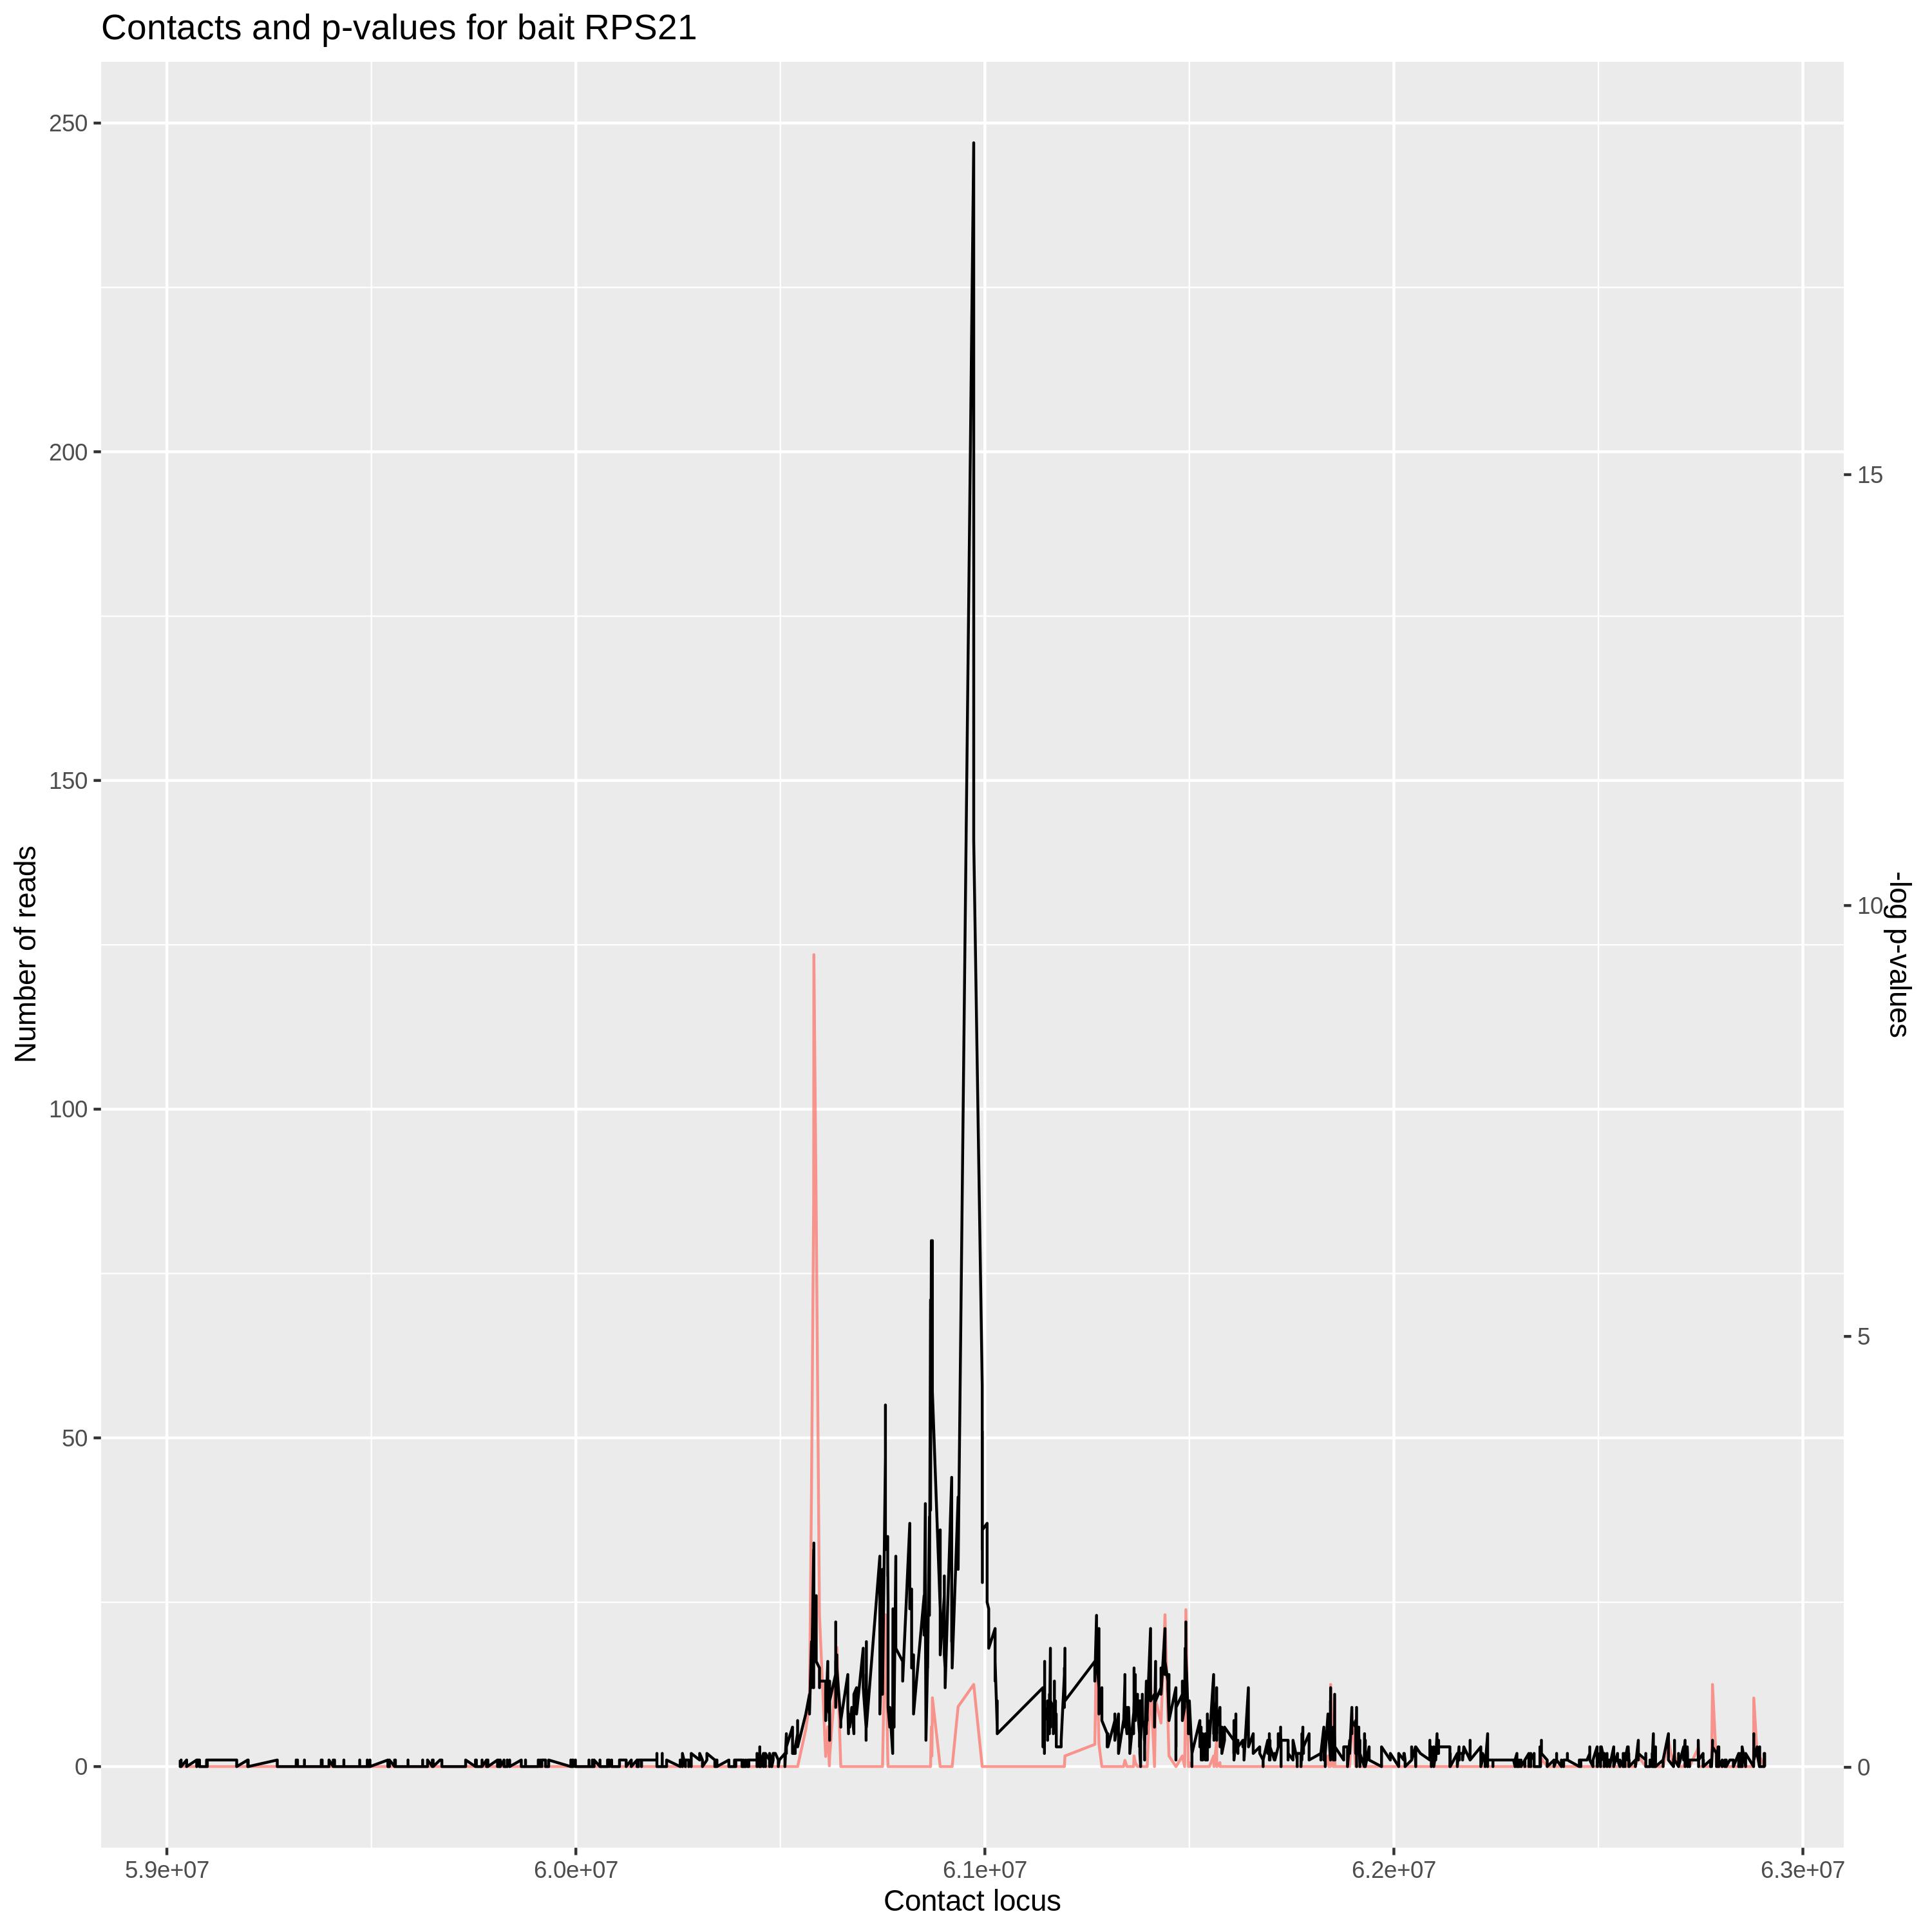 Contacts and p-values for bait RPS21
250
200
150
100
50
0
Number of reads
15
10
5
0
-log p-values
5.9e+07 6.0e+07 6.1e+07 6.2e+07 6.3e+07
Contact locus